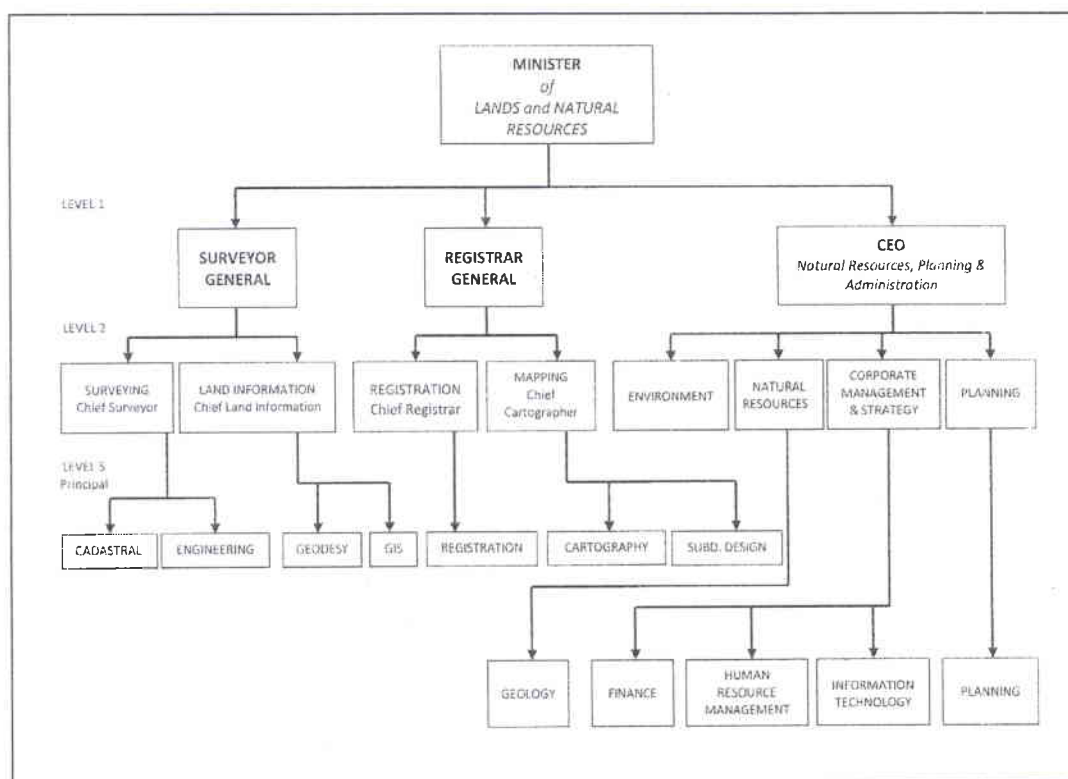 MINISTER
of
LANDS and NATURAL
RESOURCES
LEVEL 1
SURVEYOR
GENERAL
REGISTRAR
GENERAL
CEO
Natural Resources, Planning &
Administration
LEVEL 2
SURVEYING
Chief Surveyor
LAND INFORMATION
Chief Land Information
REGISTRATION
Chief Registrar
MAPPING
Chief
Cartographer
ENVIRONMENT
NATURAL
RESOURCES
CORPORATE
MANAGEMENT
& STRATEGY
PLANNING
LEVEL
Principal
CADASTRAL
ENGINEERING
GEODESY
GIS
REGISTRATION
CARTOGRAPHY
SUBD. DESIGN
GEOLOGY
FINANCE
HUMAN
RESOURCE
MANAGEMENT
INFORMATION
TECHNOLOGY
PLANNING